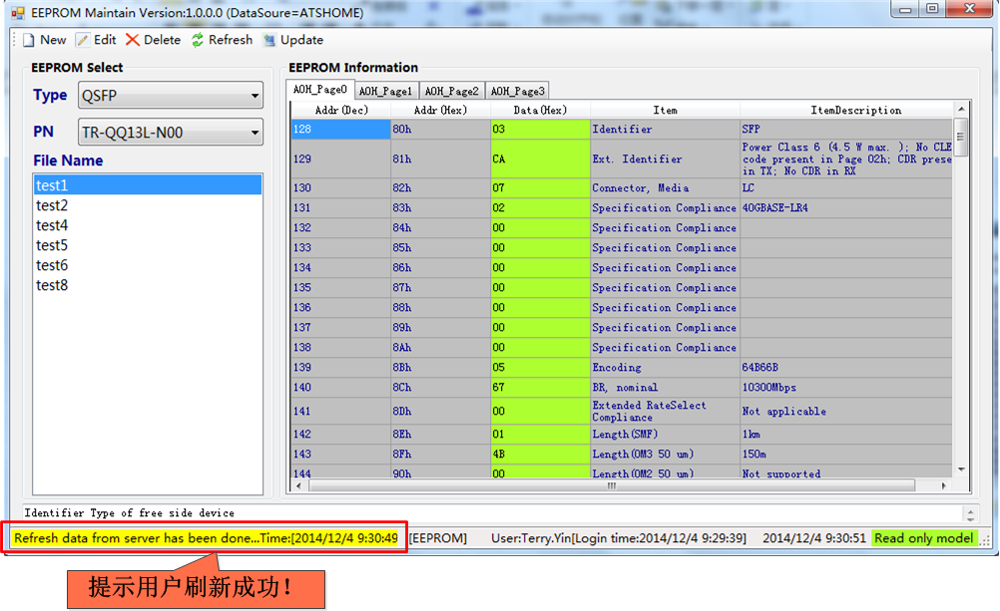 EEPROM Maintain Version:1.0.0.0 (DataSoure=ATSHOME)
New Edit Delete Refresh Update
EEPROM Select
Type QSFP
PN TR-QQ13L-N00
File Name
test1
test2
test4
test5
test6
test8
EEPROM Information
A0H_Page0 A0H_Page1 A0H_Page2 A0H_Page3
Addr(Dec) Addr(Hex) Data(Hex) Item ItemDescription
128 80h 03 Identifier SFP
129 81h CA Ext. Identifier Power Class 6 (4.5 W max. ); No CLE
code present in Page 02h; CDR prese
in TX; No CDR in RX
130 82h 07 Connector, Media LC
131 83h 02 Specification Compliance 40GBASE-LR4
132 84h 00 Specification Compliance
133 85h 00 Specification Compliance
134 86h 00 Specification Compliance
135 87h 00 Specification Compliance
136 88h 00 Specification Compliance
137 89h 00 Specification Compliance
138 8Ah 00 Specification Compliance
139 8Bh 05 Encoding 64B66B
140 8Ch 67 BR, nominal 10300Mbps
141 8Dh 00 Extended RateSelect
Compliance Not applicable
142 8Eh 01 Length(SMF) 1km
143 8Fh 4B Length(OM3 50 um) 150m
144 90h 00 Length(OM2 50 um) Not supported
Identifier Type of free side device
Refresh data from server has been done...Time:[2014/12/4 9:30:49 [EEPROM] User:Terry.Yin[Login time:2014/12/4 9:29:39] 2014/12/4 9:30:51 Read only model
提示用户刷新成功！